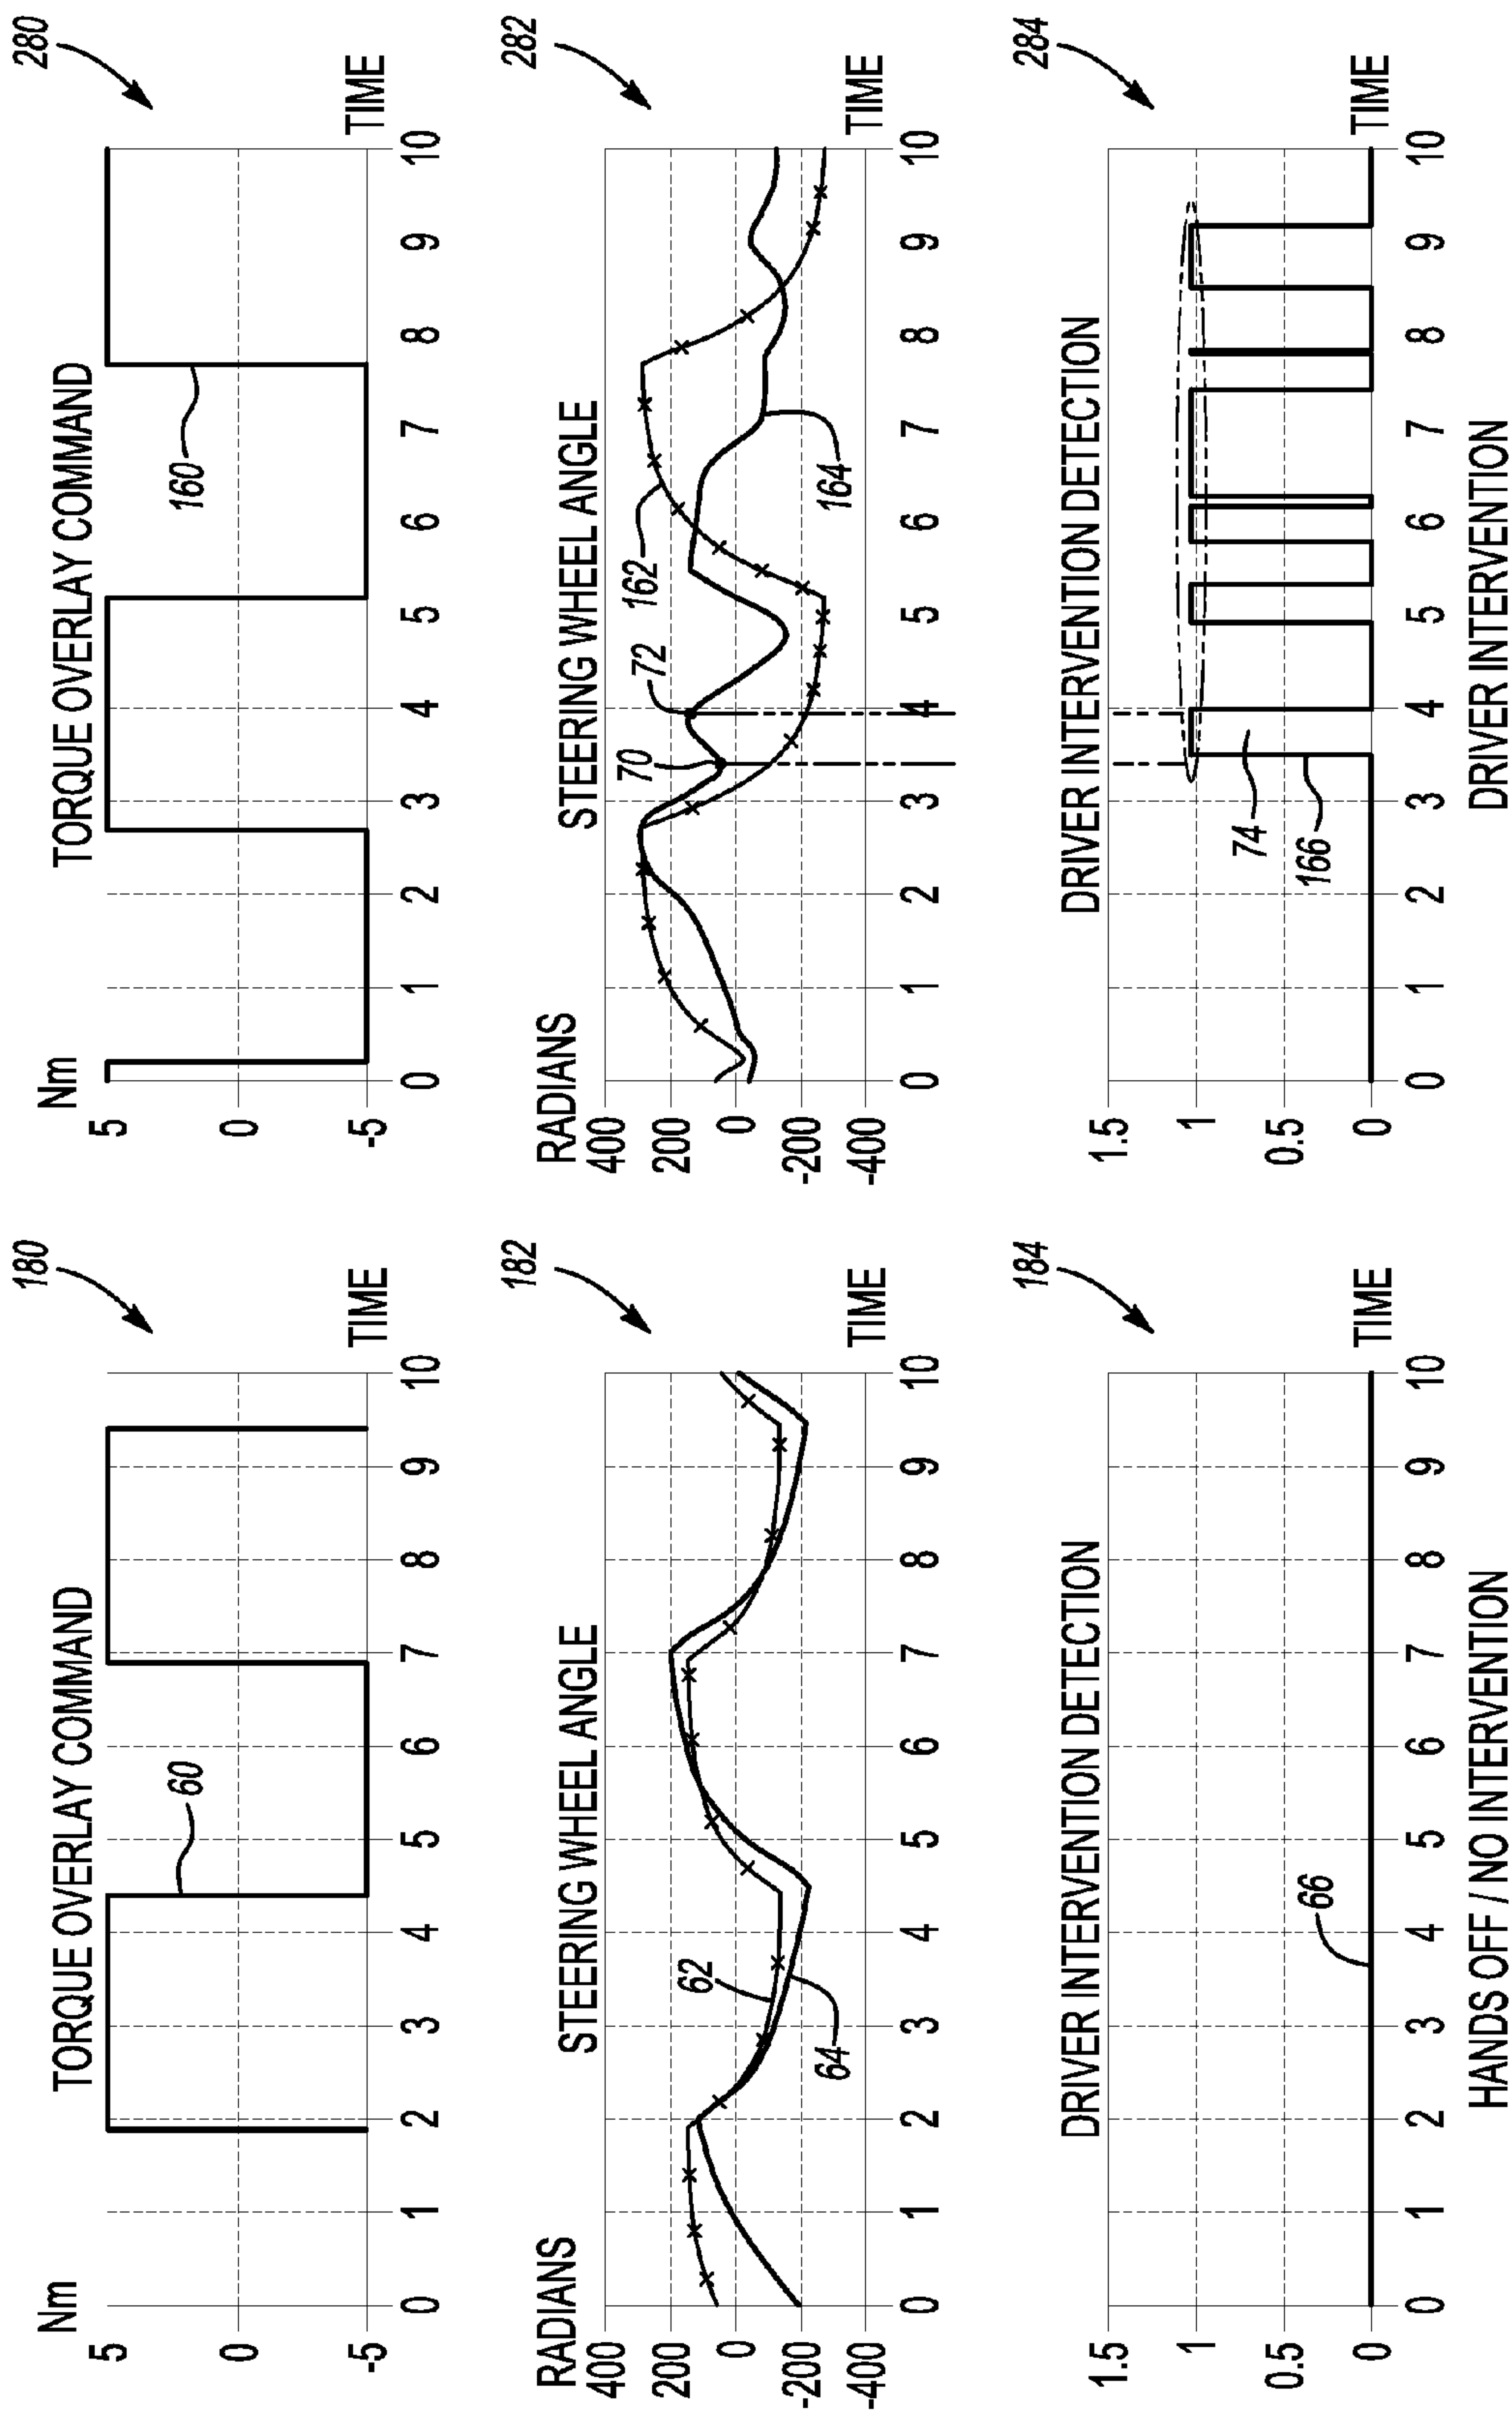 180
TORQUE OVERLAY COMMAND
Nm
5
0
-5
60
0 1 2 3 4 5 6 7 8 9 10
TIME
182
STEERING WHEEL ANGLE
RADIANS
400
200
0
-200
-400
62
64
0 1 2 3 4 5 6 7 8 9 10
TIME
184
DRIVER INTERVENTION DETECTION
1.5
1
0.5
0
66
0 1 2 3 4 5 6 7 8 9 10
TIME
HANDS OFF / NO INTERVENTION
280
TORQUE OVERLAY COMMAND
Nm
5
0
-5
160
0 1 2 3 4 5 6 7 8 9 10
TIME
282
STEERING WHEEL ANGLE
RADIANS
400
200
0
-200
-400
70
72
162
164
0 1 2 3 4 5 6 7 8 9 10
TIME
284
DRIVER INTERVENTION DETECTION
1.5
1
0.5
0
74
166
0 1 2 3 4 5 6 7 8 9 10
TIME
DRIVER INTERVENTION